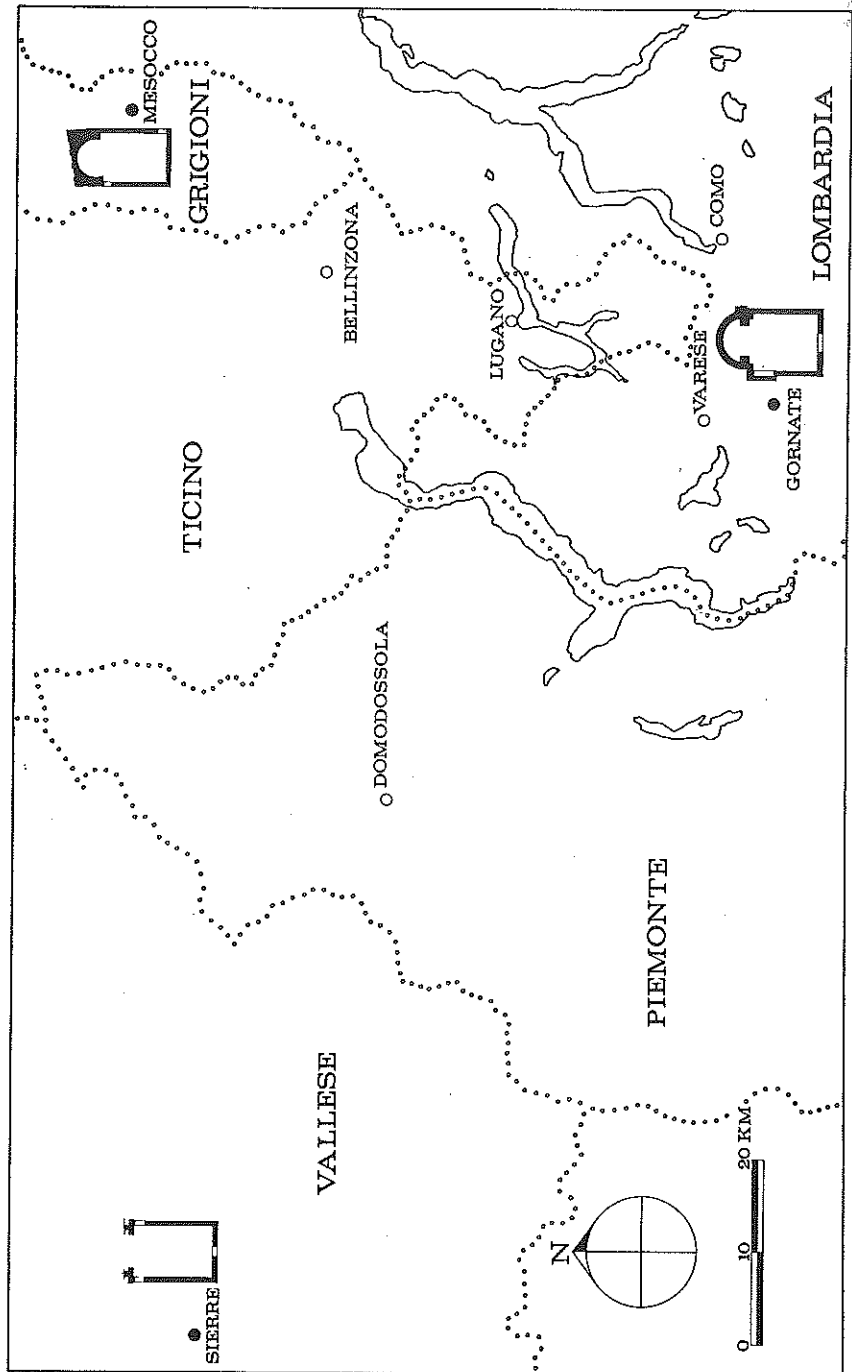 MESOCCO
GRIGIONI
SIERRE
TICINO
BELLINZONA
VALLESE
DOMODOSSOLA
LUGANO
COMO
VARESE
GORNATE
LOMBARDIA
PIEMONTE
N
0 10 20 KM